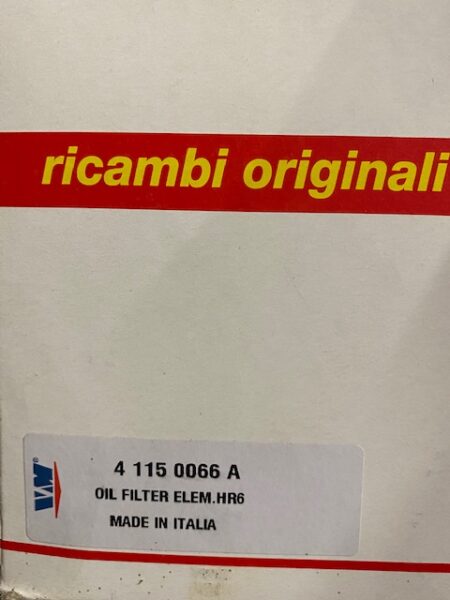 ricambi originali
VM
4 115 0066 A
OIL FILTER ELEM.HR6
MADE IN ITALIA